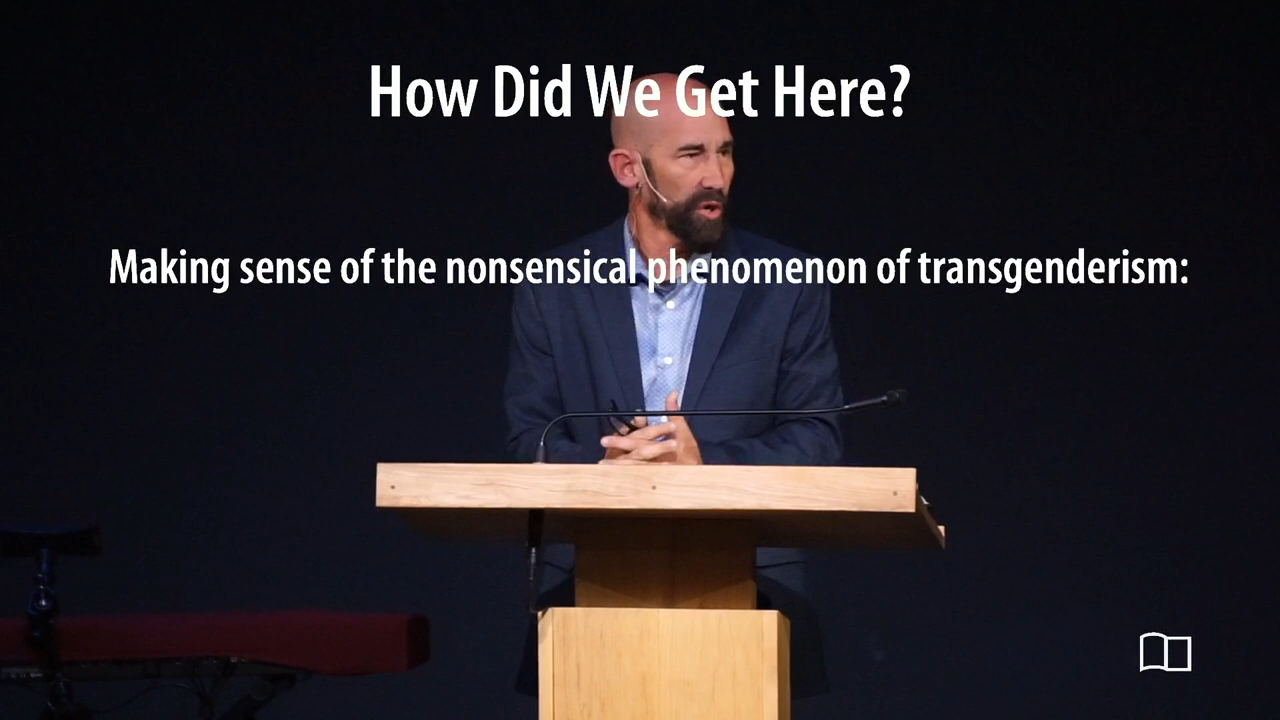 How Did We Get Here?
Making sense of the nonsensical phenomenon of transgenderism: